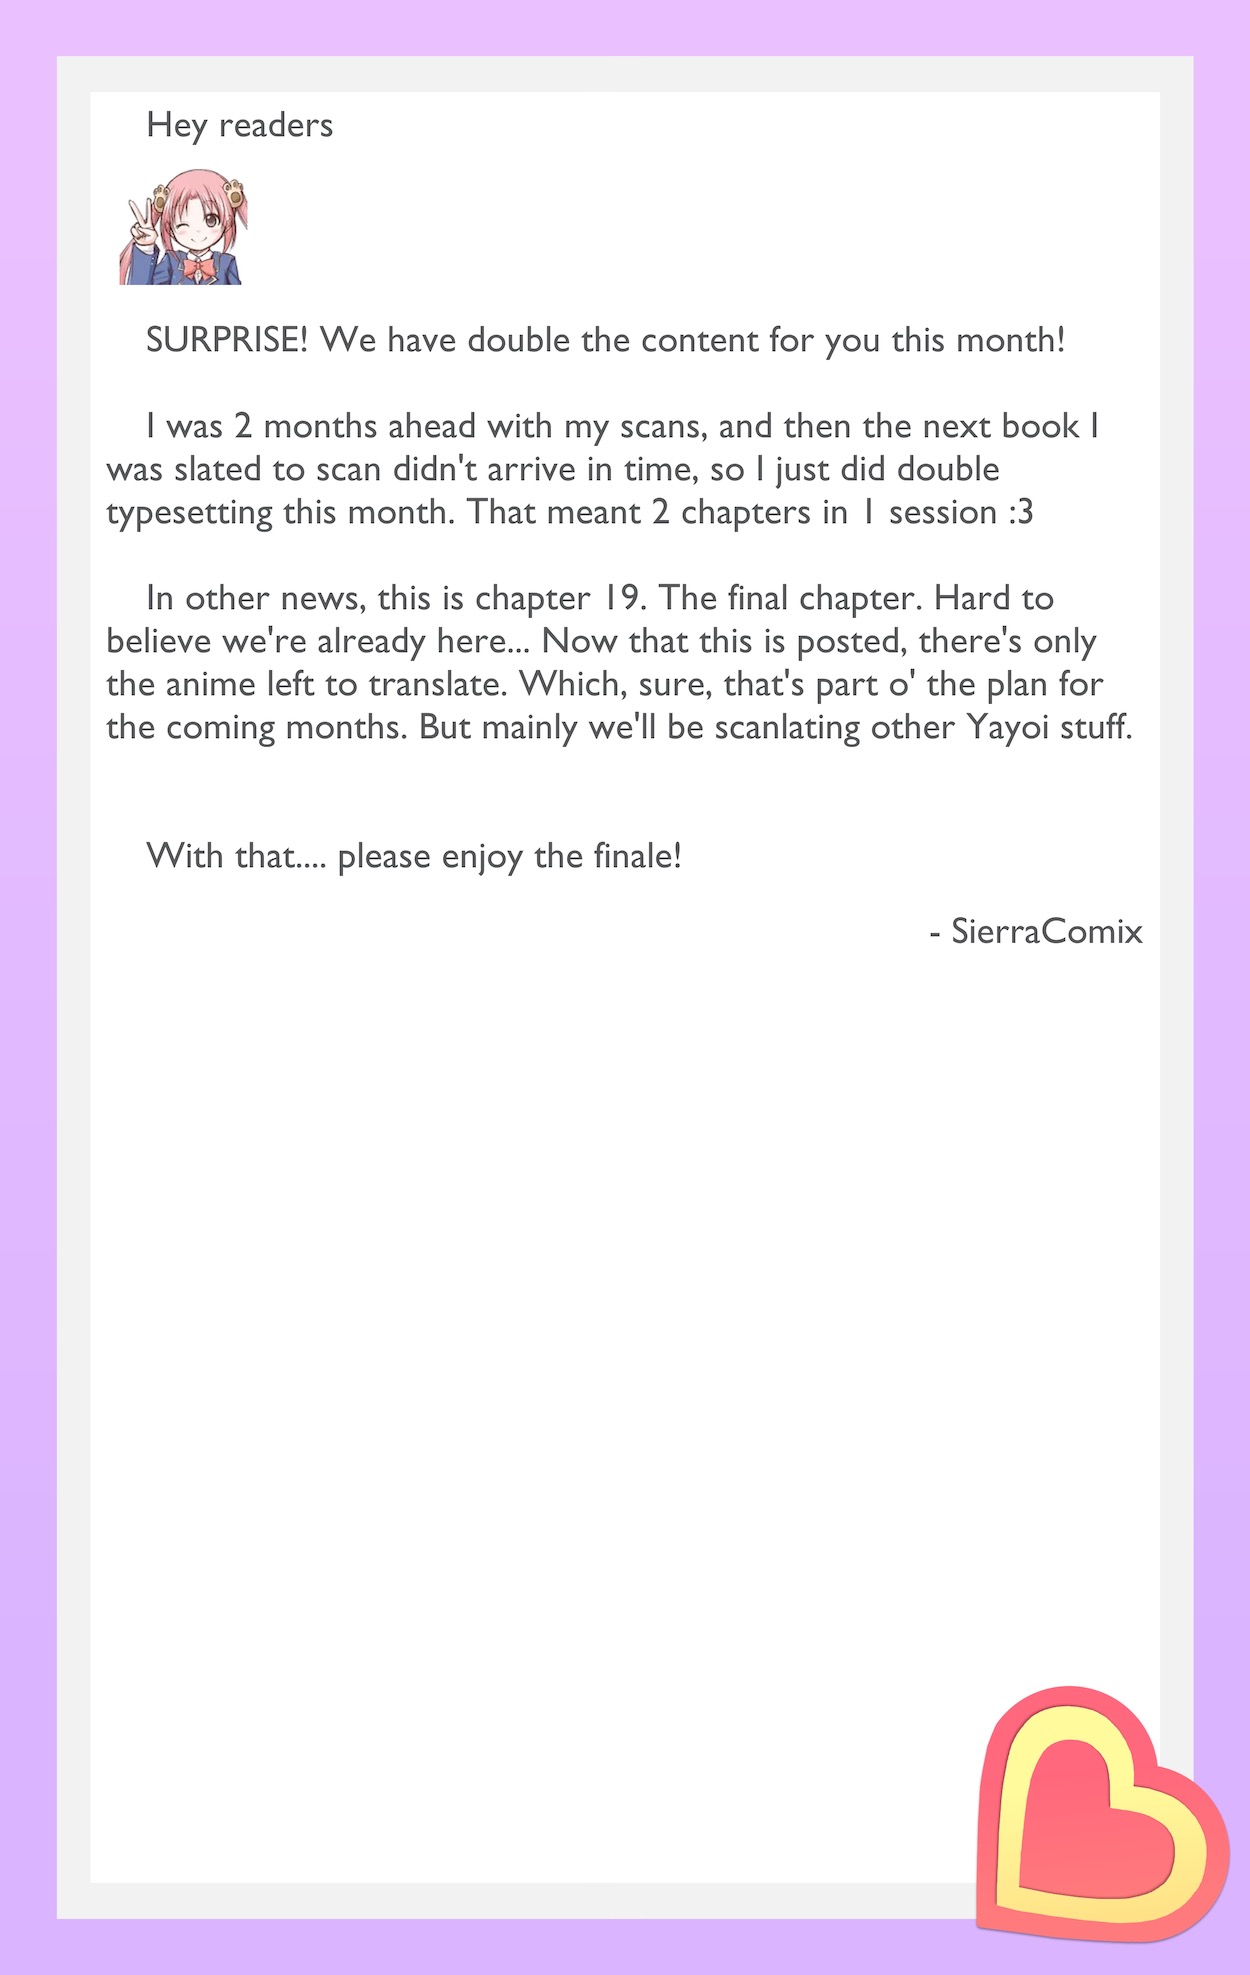 Hey readers
SURPRISE! We have double the content for you this month!
I was 2 months ahead with my scans, and then the next book I
was slated to scan didn't arrive in time, so I just did double
typesetting this month. That meant 2 chapters in 1 session :3
In other news, this is chapter 19. The final chapter. Hard to
believe we're already here... Now that this is posted, there's only
the anime left to translate. Which, sure, that's part o' the plan for
the coming months. But mainly we'll be scanlating other Yayoi stuff.
With that.... please enjoy the finale!
- SierraComix